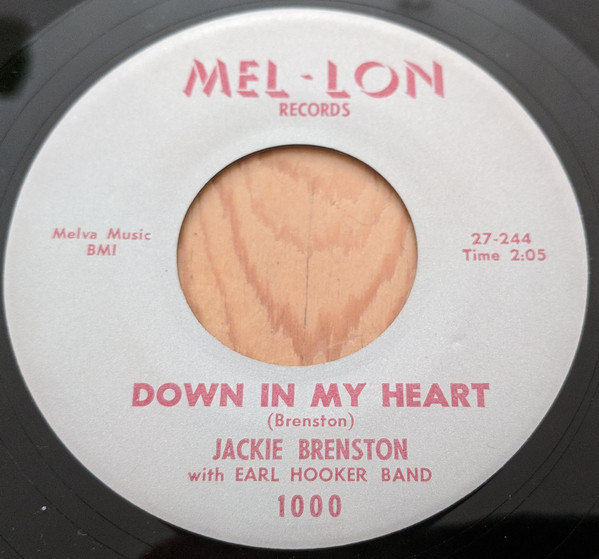 MEL-LON
RECORDS
Melva Music
BMI
27-244
Time 2:05
DOWN IN MY HEART
(Brenston)
JACKIE BRENSTON
with EARL HOOKER BAND
1000